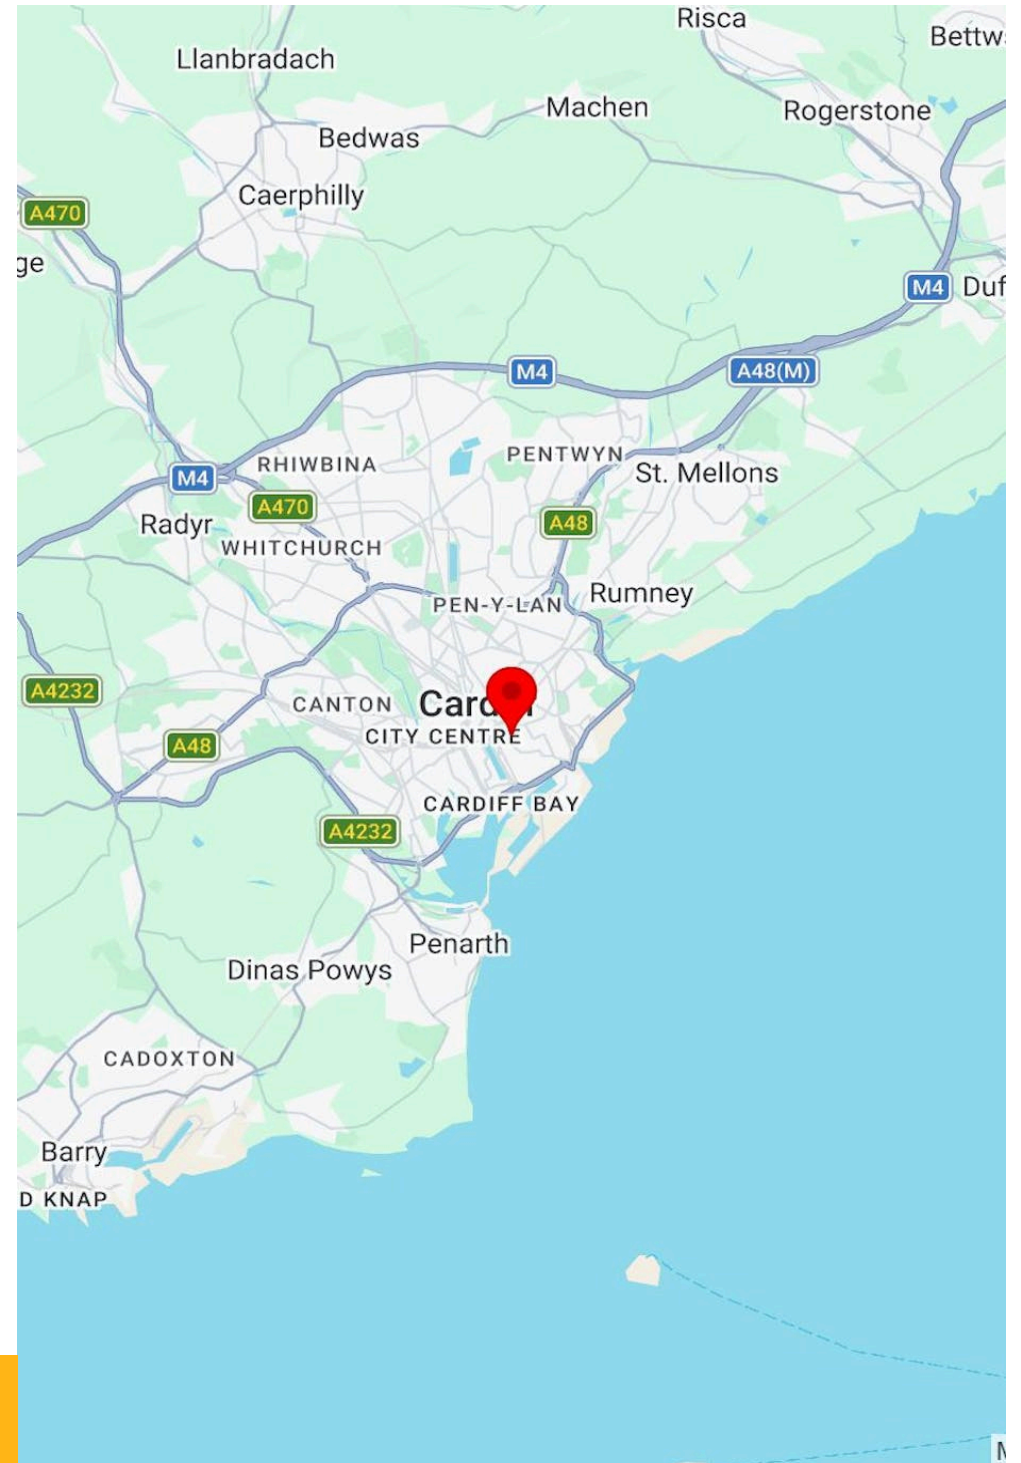 Risca
Bettw
Llanbradach
Machen
Rogerstone
Bedwas
Caerphilly
A470
ge
M4
Duf
M4
A48(M)
RHIWBINA
PENTWYN
St. Mellons
M4
A470
Radyr
A48
WHITCHURCH
Rumney
PEN-Y-LAN
A4232
CANTON
Card
CITY CENTRE
A48
CARDIFF BAY
A4232
Penarth
Dinas Powys
CADOXTON
Barry
D KNAP